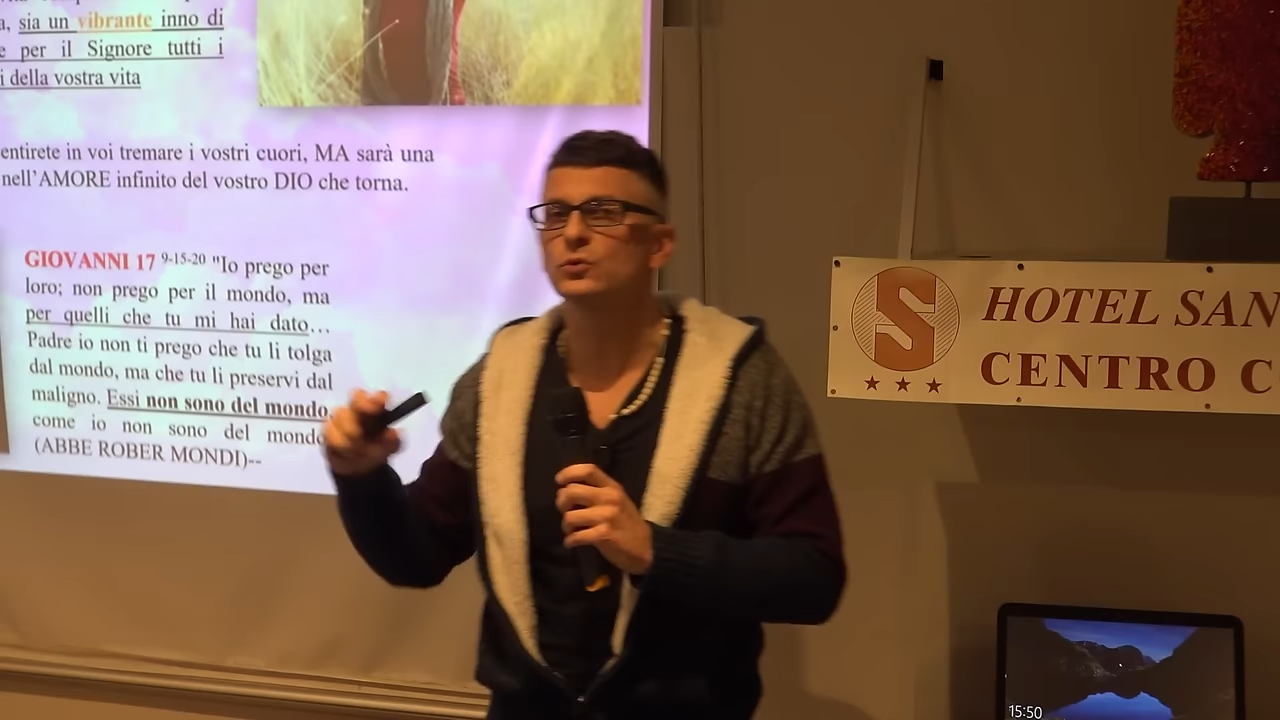 a, sia un vibrante inno di
e per il Signore tutti i
i della vostra vita
entirete in voi tremare i vostri cuori, MA sarà una
nell'AMORE infinito del vostro DIO che torna.
GIOVANNI 17 9-15-20 "Io prego per
loro; non prego per il mondo, ma
per quelli che tu mi hai dato…
Padre io non ti prego che tu li tolga
dal mondo, ma che tu li preservi dal
maligno. Essi non sono del mondo
come io non sono del mondo
(ABBE ROBER MONDI)--
S
HOTEL SAN
CENTRO C
15:50